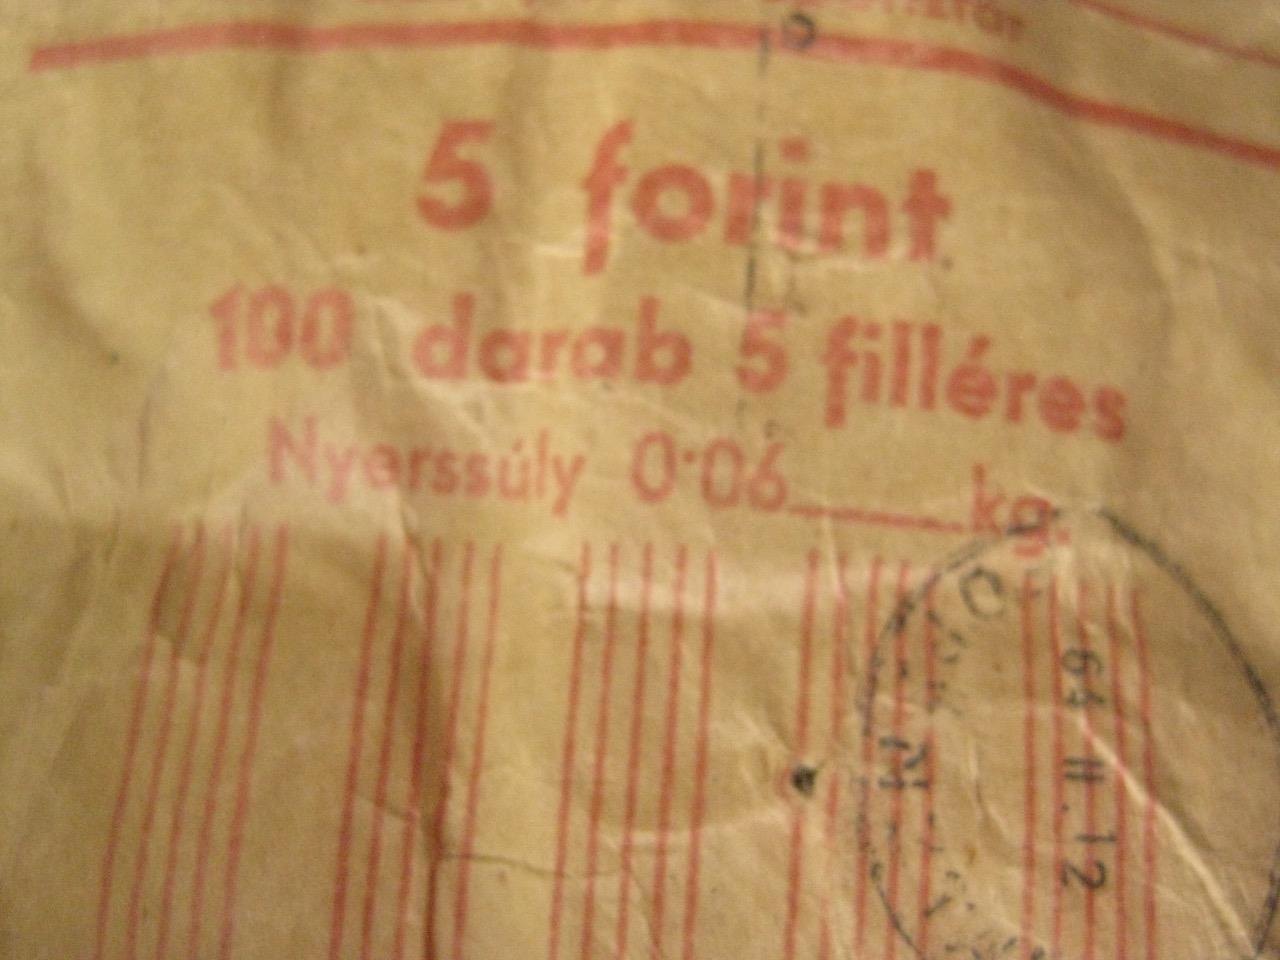 5 forint
100 darab 5 filléres
Nyerssúly 0·06 kg.
64 II. 12